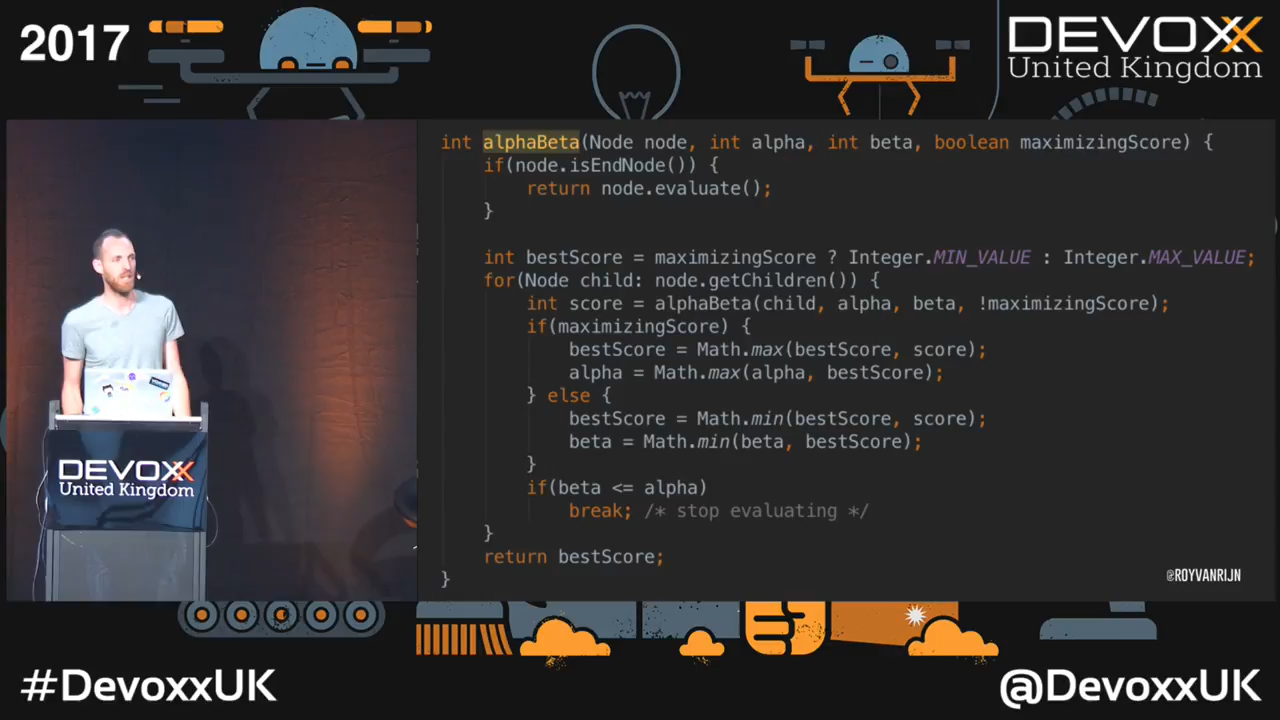 2017
DEVOXX
United Kingdom
int alphaBeta(Node node, int alpha, int beta, boolean maximizingScore) {
if(node.isEndNode()) {
return node.evaluate();
}
int bestScore = maximizingScore ? Integer.MIN_VALUE : Integer.MAX_VALUE;
for(Node child: node.getChildren()) {
int score = alphaBeta(child, alpha, beta, !maximizingScore);
if(maximizingScore) {
bestScore = Math.max(bestScore, score);
alpha = Math.max(alpha, bestScore);
} else {
bestScore = Math.min(bestScore, score);
beta = Math.min(beta, bestScore);
}
if(beta <= alpha)
break; /* stop evaluating */
}
return bestScore;
}
@ROYVANRIJN
DEVOXX
United Kingdom
#DevoxxUK
@DevoxxUK